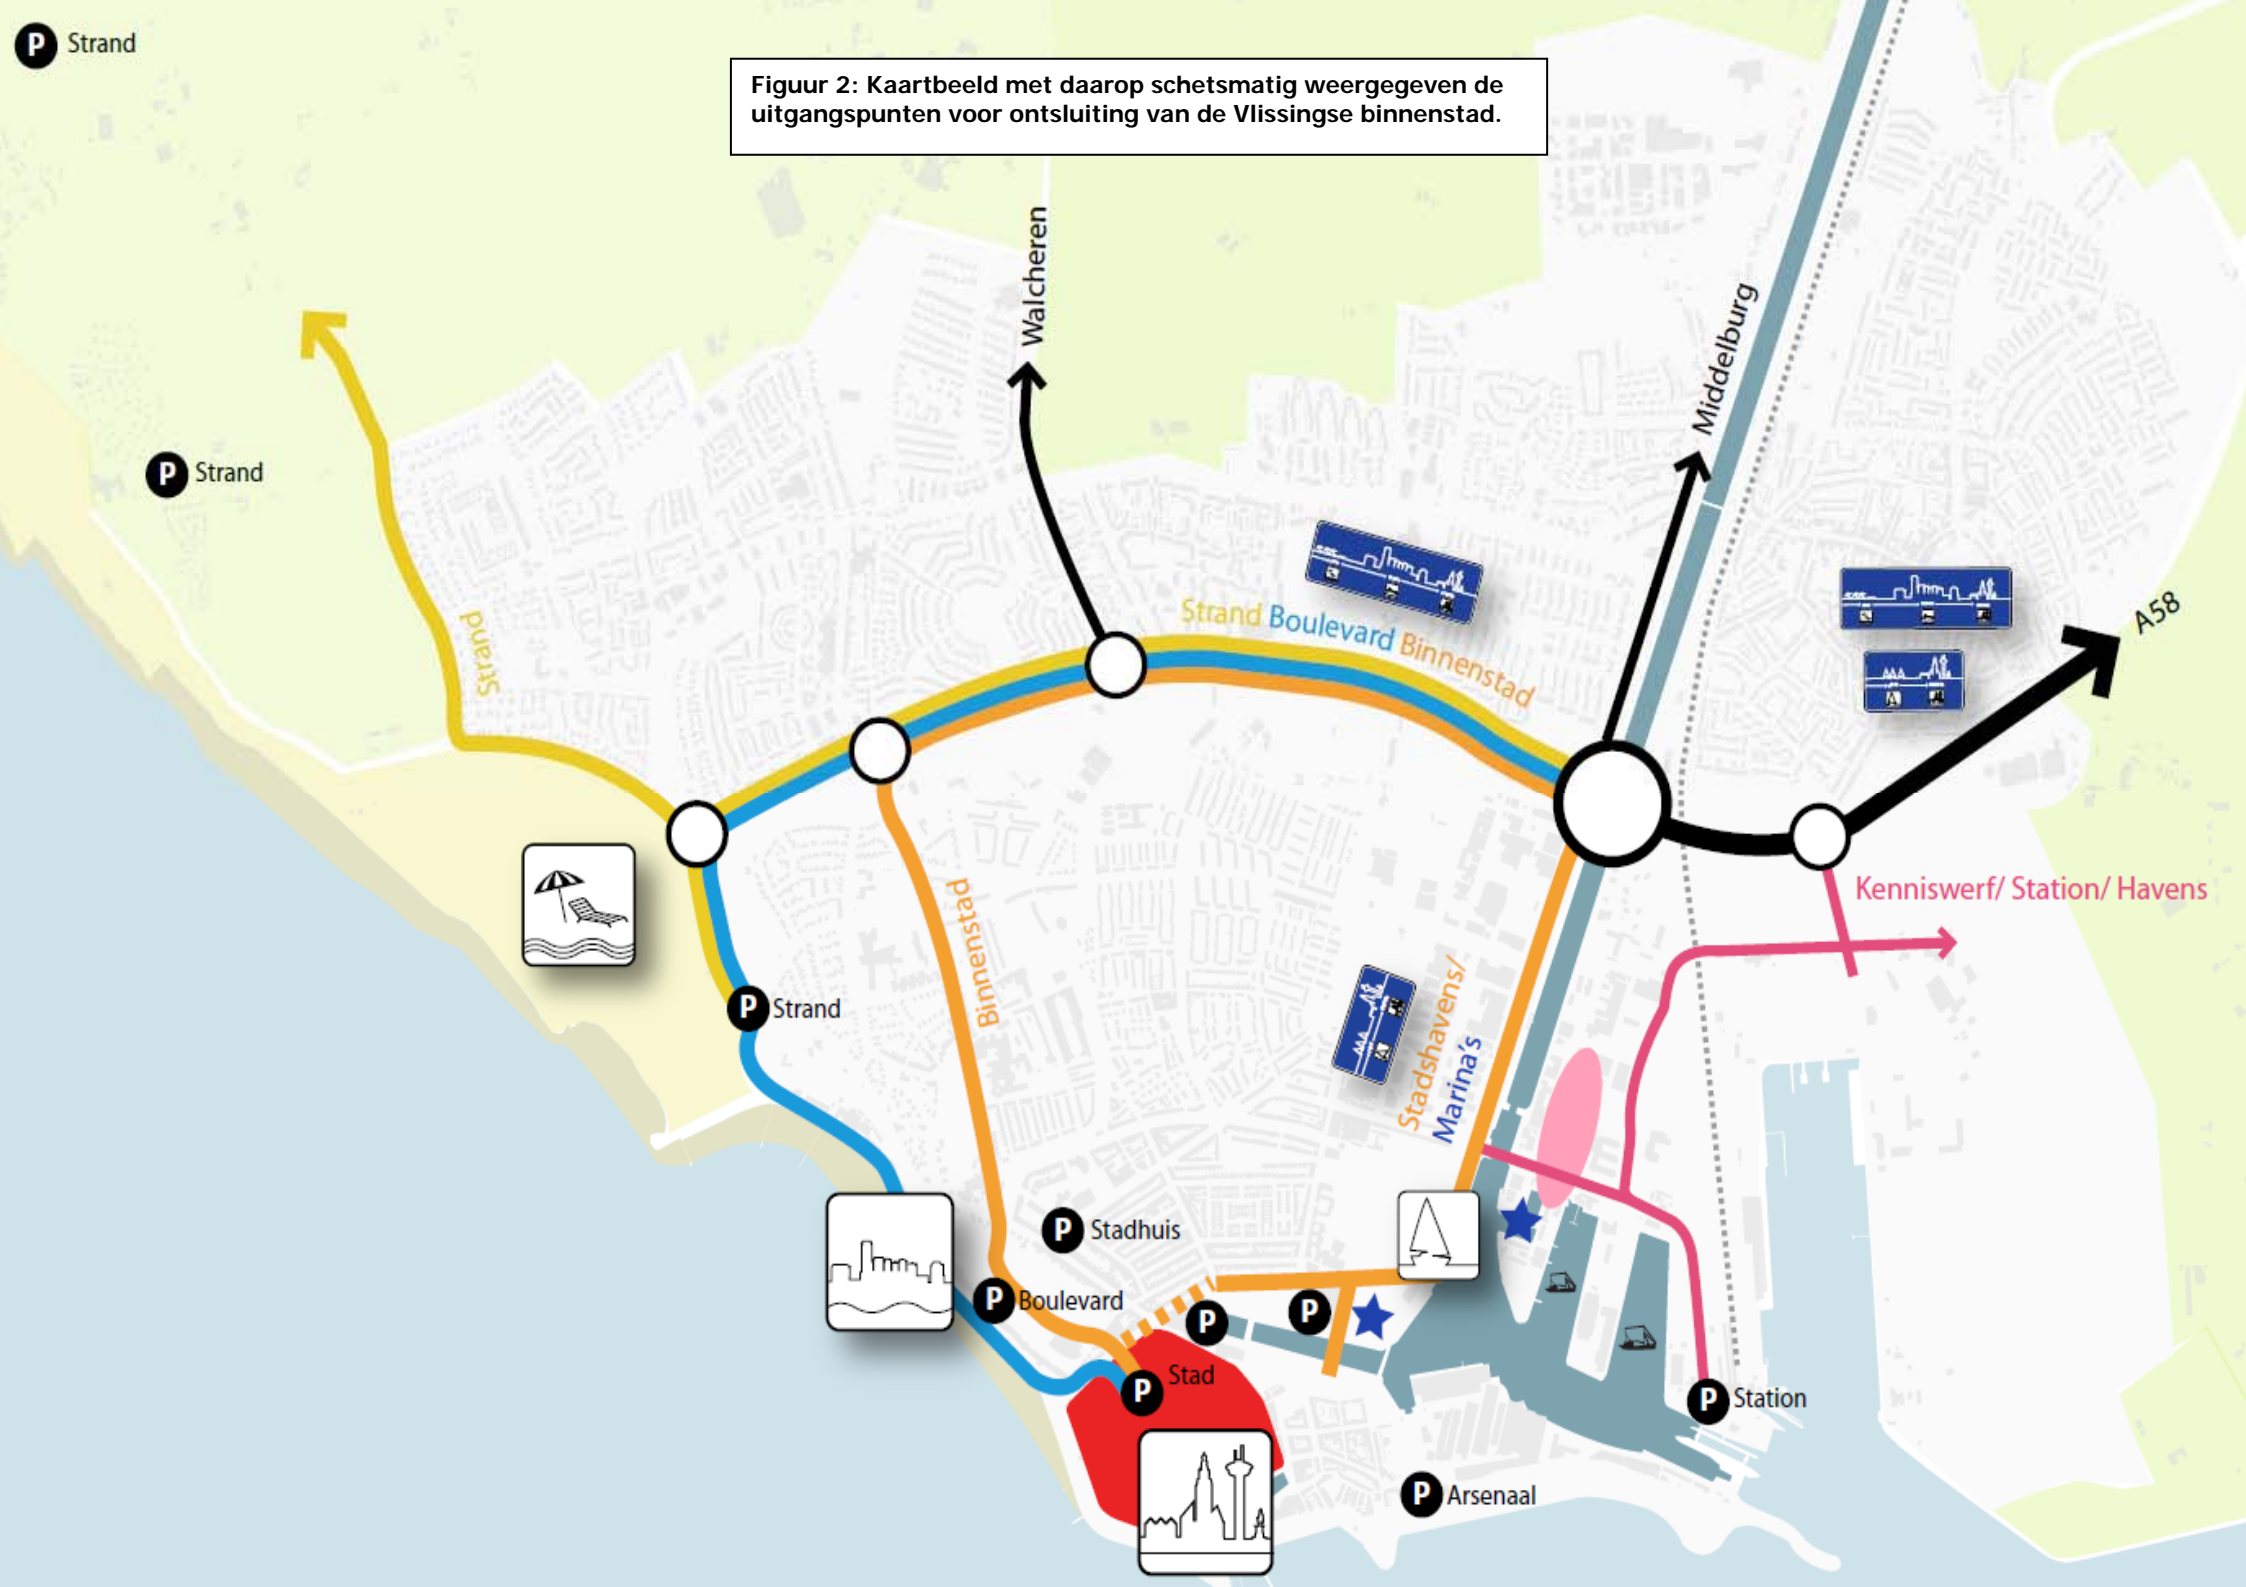 P Strand
Figuur 2: Kaartbeeld met daarop schetsmatig weergegeven de
uitgangspunten voor ontsluiting van de Vlissingse binnenstad.
Walcheren
Middelburg
P Strand
A58
Strand Boulevard Binnenstad
Strand
Kenniswerf/ Station/ Havens
Binnenstad
Stadshavens/
Marina's
P Strand
P Stadhuis
P Boulevard
P
P
P Stad
P Station
P Arsenaal